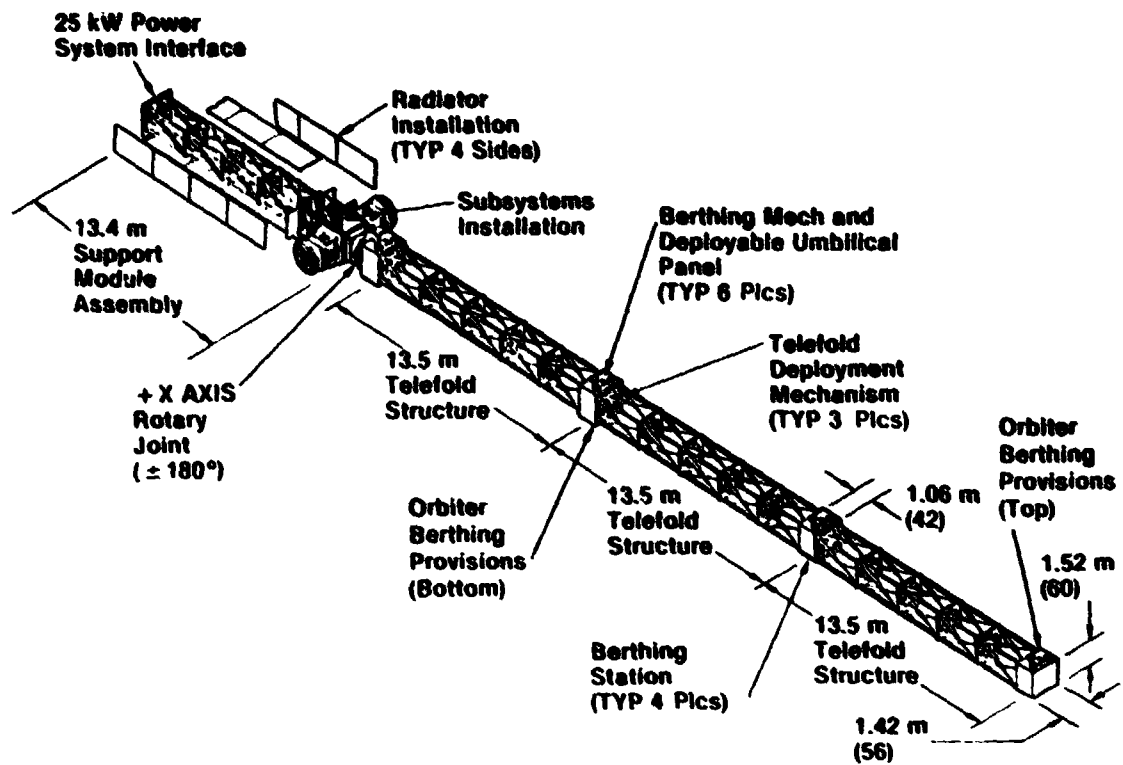 25 kW Power
System Interface
Radiator
Installation
(TYP 4 Sides)
13.4 m
Support
Module
Assembly
Subsystems
Installation
Berthing Mech and
Deployable Umbilical
Panel
(TYP 6 Plcs)
+ X AXIS
Rotary
Joint
(± 180°)
13.5 m
Telefold
Structure
Telefold
Deployment
Mechanism
(TYP 3 Plcs)
Orbiter
Berthing
Provisions
(Top)
Orbiter
Berthing
Provisions
(Bottom)
13.5 m
Telefold
Structure
1.06 m
(42)
1.52 m
(60)
Berthing
Station
(TYP 4 Plcs)
13.5 m
Telefold
Structure
1.42 m
(56)